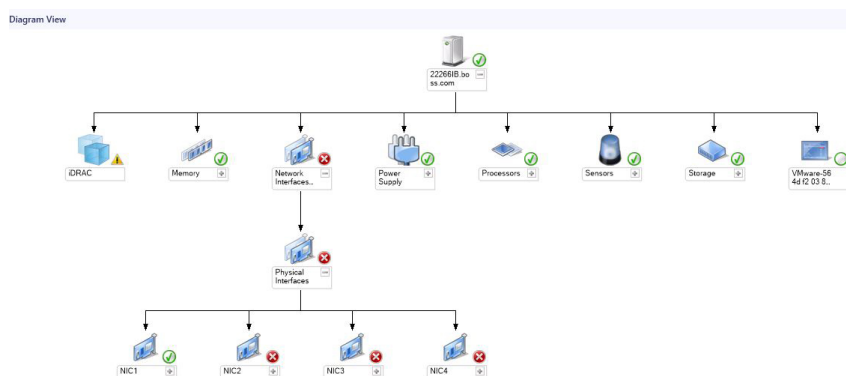 Diagram View
22266IB.bo
ss.com
iDRAC
Memory
Network
Interfaces..
Power
Supply
Processors
Sensors
Storage
VMware-56
4d f2 03 8..
Physical
Interfaces
NIC1
NIC2
NIC3
NIC4